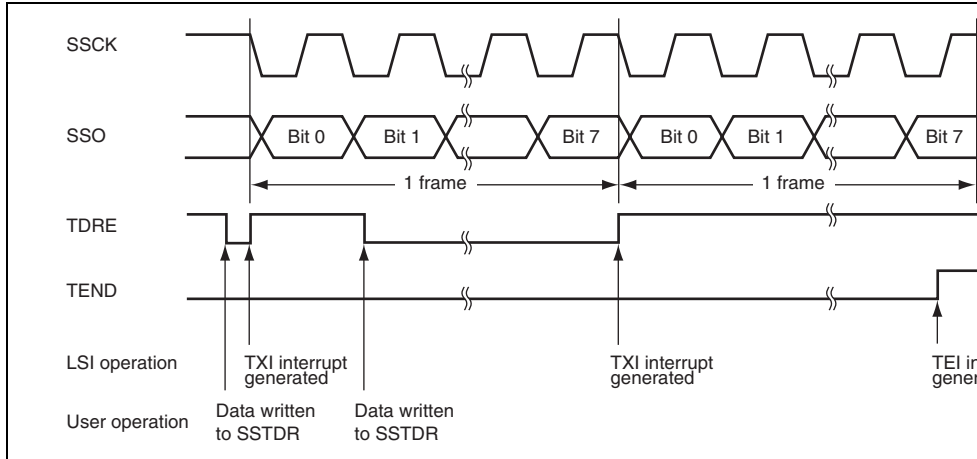 SSCK
SSO
Bit 0
Bit 1
Bit 7
Bit 0
Bit 1
Bit 7
1 frame
1 frame
TDRE
TEND
LSI operation
TXI interrupt
generated
TXI interrupt
generated
TEI
User operation
Data written
to SSTDR
Data written
to SSTDR